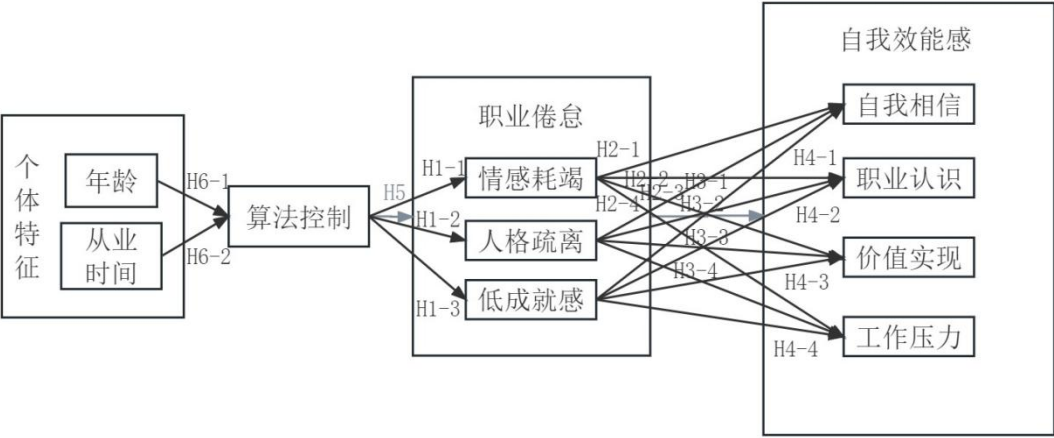 个体特征
年龄
从业
时间
H6-1
H6-2
算法控制
H5
H1-1
H1-2
H1-3
职业倦怠
情感耗竭
人格疏离
低成就感
H2-1
H2-2
H2-3
H2-4
H3-1
H3-2
H3-3
H3-4
H4-1
H4-2
H4-3
H4-4
自我效能感
自我相信
职业认识
价值实现
工作压力